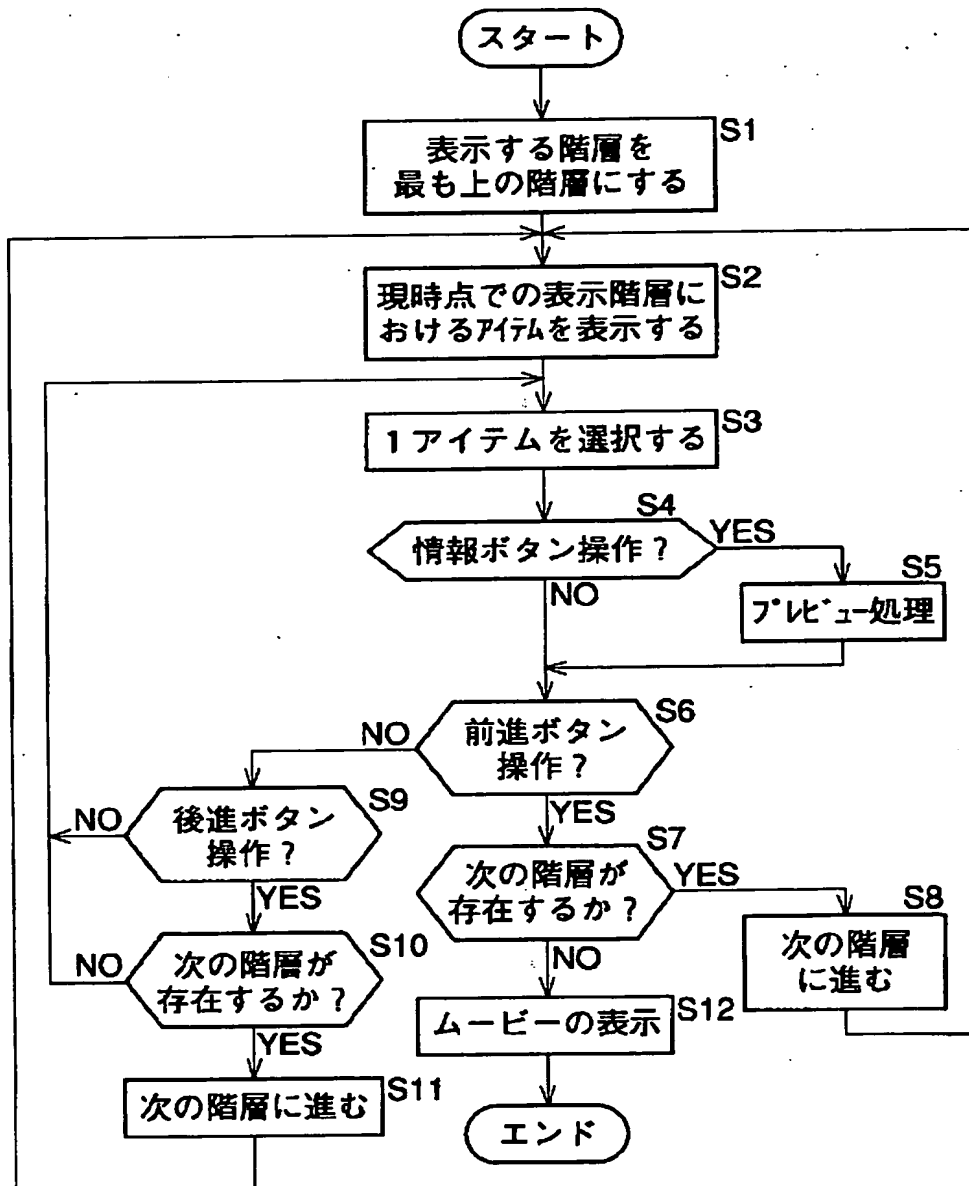 スタート
S1
表示する階層を
最も上の階層にする
S2
現時点での表示階層に
おけるアイテムを表示する
S3
1アイテムを選択する
S4
情報ボタン操作？
YES
NO
S5
プレビュー処理
S6
前進ボタン
操作？
NO
YES
S9
後進ボタン
操作？
NO
YES
S7
次の階層が
存在するか？
YES
NO
S8
次の階層
に進む
S10
次の階層が
存在するか？
NO
YES
S12
ムービーの表示
S11
次の階層に進む
エンド